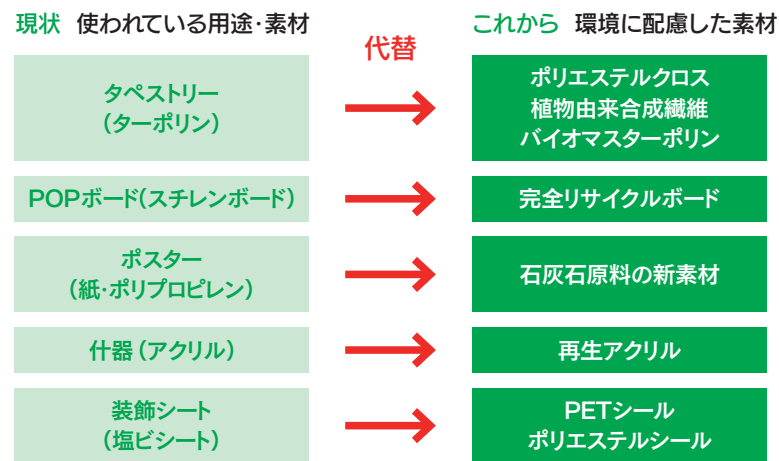 現状 使われている用途・素材
これから 環境に配慮した素材
代替
タペストリー
（ターポリン）
ポリエステルクロス
植物由来合成繊維
バイオマスターポリン
POPボード（スチレンボード）
完全リサイクルボード
ポスター
（紙・ポリプロピレン）
石灰石原料の新素材
什器（アクリル）
再生アクリル
装飾シート
（塩ビシート）
PETシール
ポリエステルシール